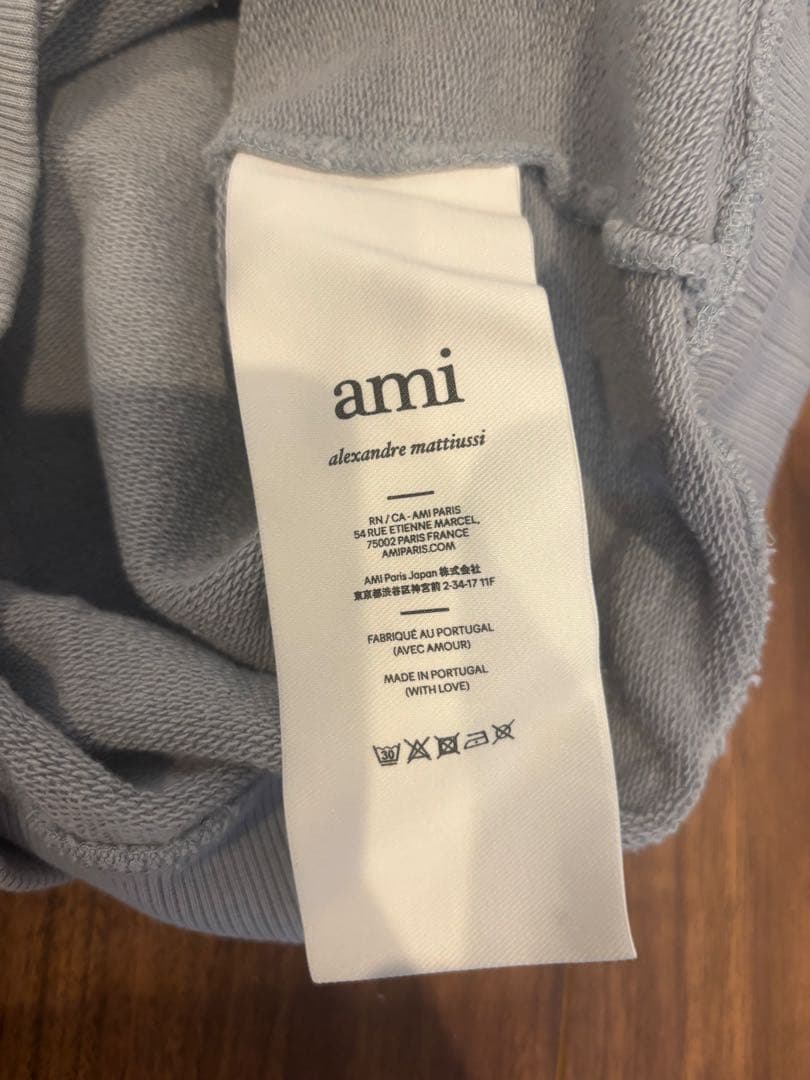 ami
alexandre mattiussi
RN / CA - AMI PARIS
54 RUE ETIENNE MARCEL,
75002 PARIS FRANCE
AMIPARIS.COM
AMI Paris Japan 株式会社
東京都渋谷区神宮前 2-34-17 11F
FABRIQUÉ AU PORTUGAL
(AVEC AMOUR)
MADE IN PORTUGAL
(WITH LOVE)
30